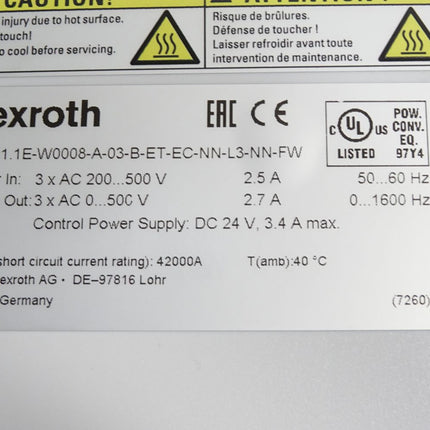 CAUTION!
injury due to hot surface.
touch!
o cool before servicing.
ATTENTION !
Risque de brûlures.
Défense de toucher !
Laisser refroidir avant toute
intervention de maintenance.
exroth
EAC CE
C UL US
LISTED
POW.
CONV.
EQ.
97Y4
1.1E-W0008-A-03-B-ET-EC-NN-L3-NN-FW
r In: 3 x AC 200...500 V 2.5 A 50...60 Hz
Out: 3 x AC 0...500 V 2.7 A 0...1600 Hz
Control Power Supply: DC 24 V, 3.4 A max.
short circuit current rating): 42000A T(amb):40 °C
exroth AG • DE–97816 Lohr
Germany (7260)